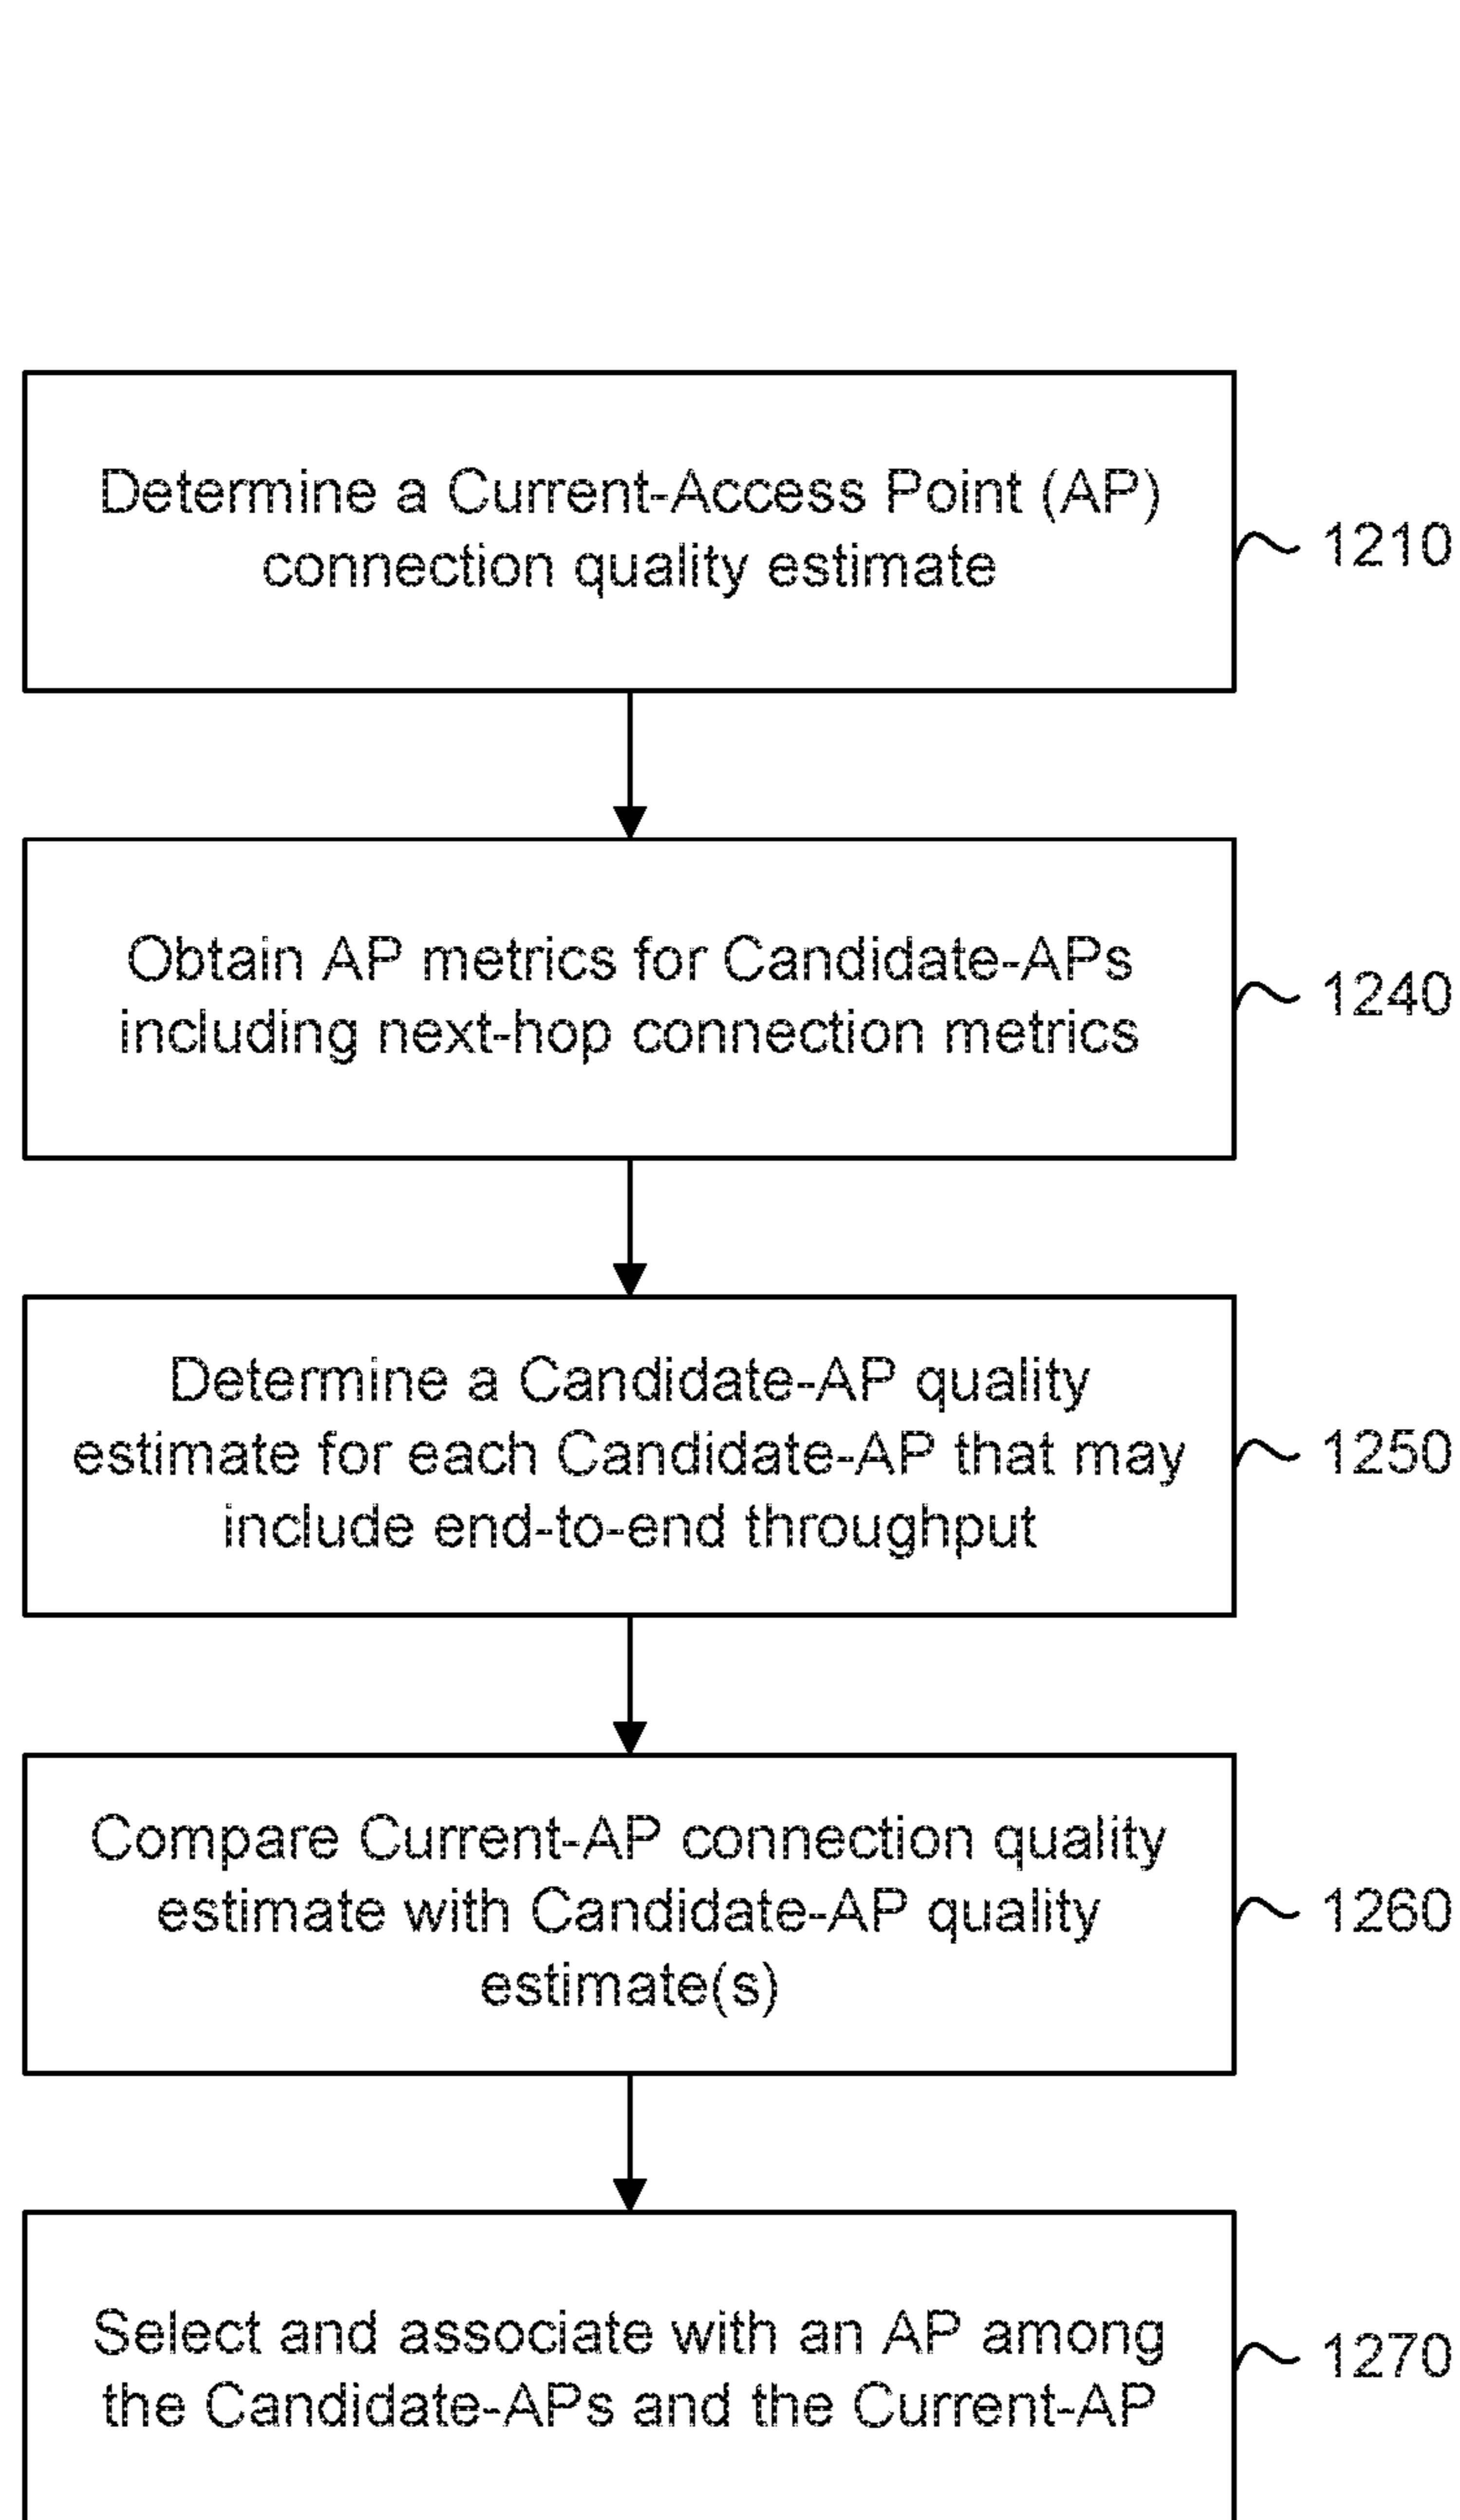 Determine a Current-Access Point (AP)
connection quality estimate
1210
Obtain AP metrics for Candidate-APs
including next-hop connection metrics
1240
Determine a Candidate-AP quality
estimate for each Candidate-AP that may
include end-to-end throughput
1250
Compare Current-AP connection quality
estimate with Candidate-AP quality
estimate(s)
1260
Select and associate with an AP among
the Candidate-APs and the Current-AP
1270